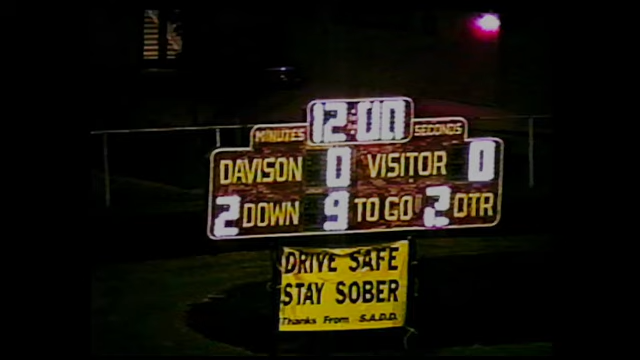 MINUTES 12:00 SECONDS
DAVISON 0 VISITOR 0
2 DOWN 9 TO GO 2 QTR
DRIVE SAFE
STAY SOBER
Thanks From S.A.D.D.